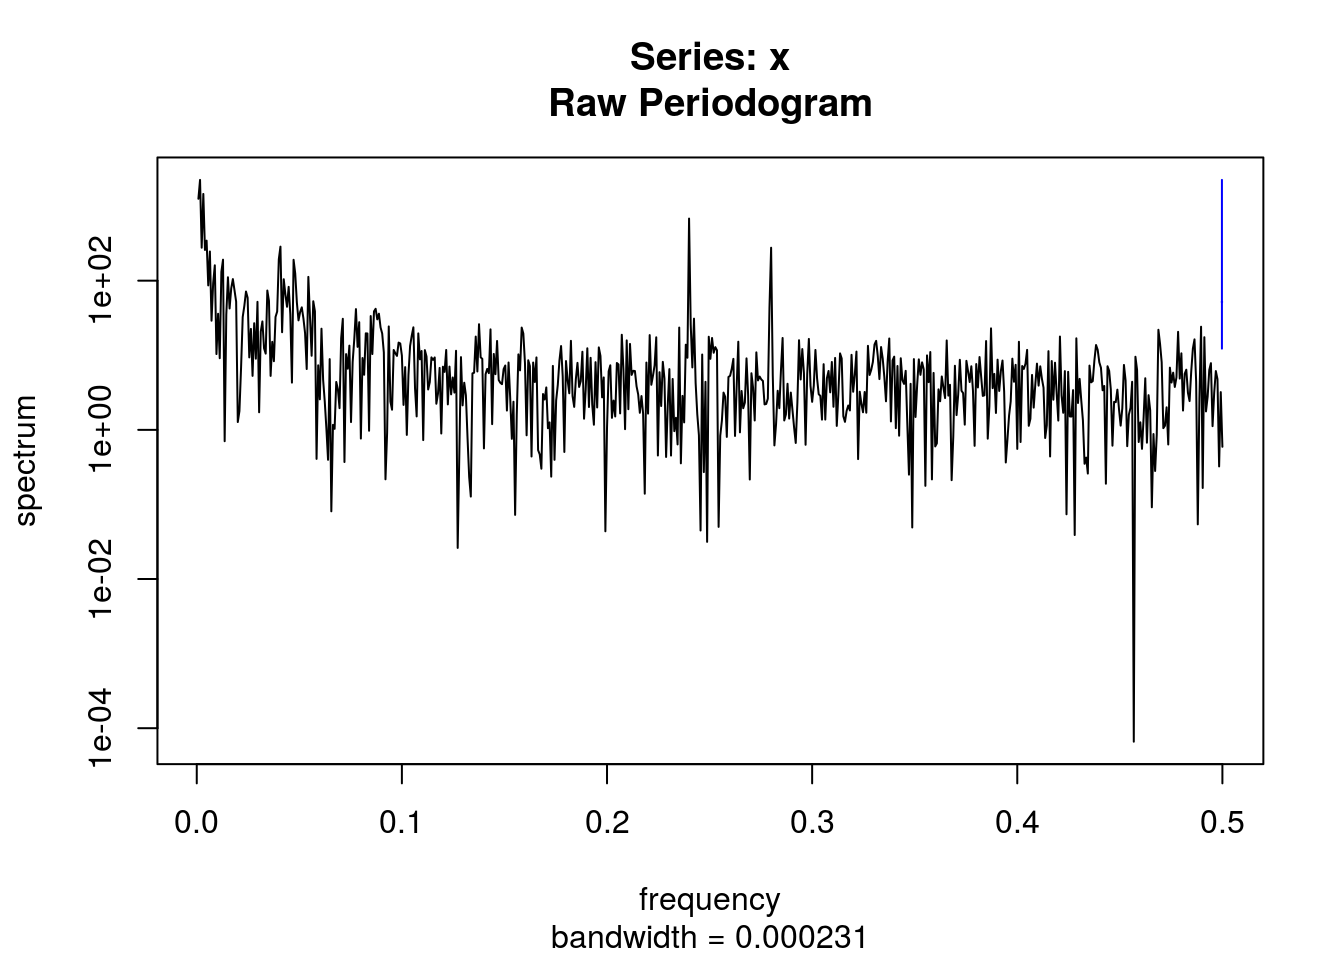 Series: x
Raw Periodogram
spectrum
1e+02
1e+00
1e-02
1e-04
0.0 0.1 0.2 0.3 0.4 0.5
frequency
bandwidth = 0.000231